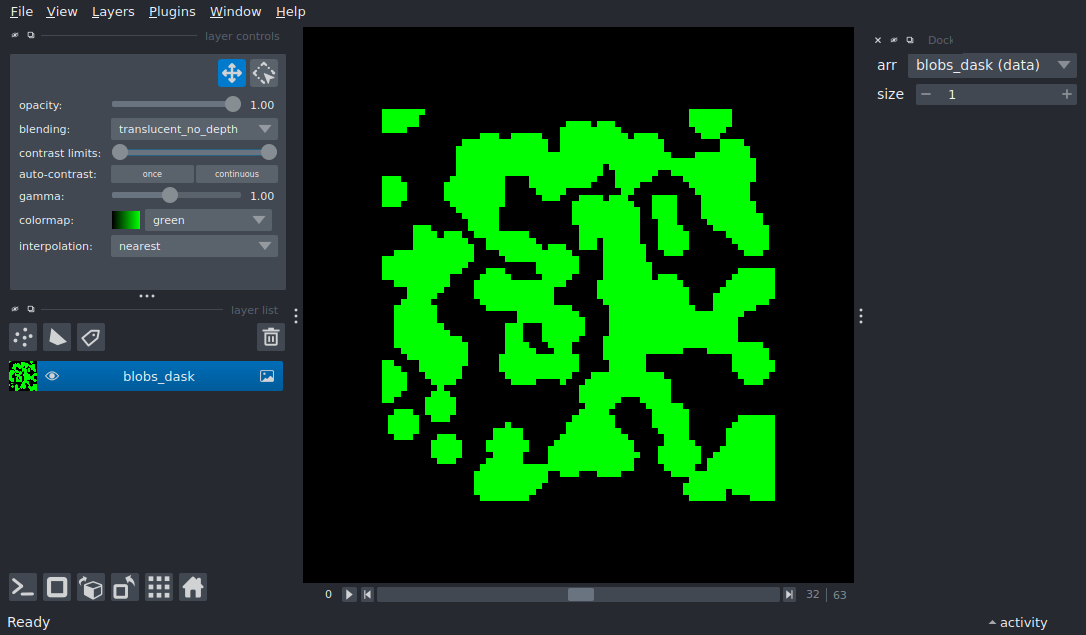 File View Layers Plugins Window Help
layer controls
Dock
opacity: 1.00
blending: translucent_no_depth
contrast limits:
auto-contrast: once continuous
gamma: 1.00
colormap: green
interpolation: nearest
arr blobs_dask (data)
size 1
layer list
blobs_dask
0 32 63
Ready
activity